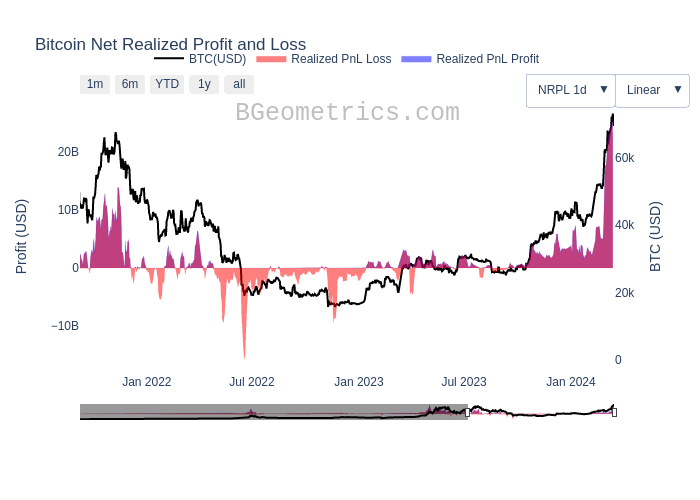 Bitcoin Net Realized Profit and Loss
BTC(USD) Realized PnL Loss Realized PnL Profit
1m 6m YTD 1y all NRPL 1d ▼ Linear ▼
BGeometrics.com
20B
10B
0
−10B
Profit (USD)
60k
40k
20k
0
BTC (USD)
Jan 2022 Jul 2022 Jan 2023 Jul 2023 Jan 2024